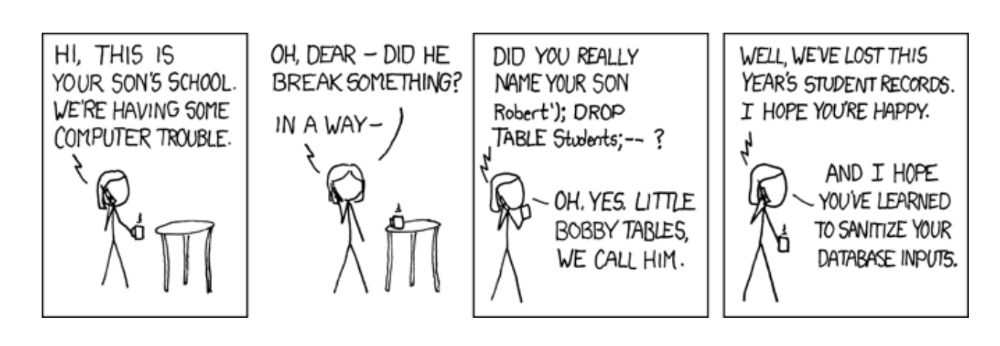 HI, THIS IS
YOUR SON'S SCHOOL.
WE'RE HAVING SOME
COMPUTER TROUBLE.
OH, DEAR – DID HE
BREAK SOMETHING?
IN A WAY–
DID YOU REALLY
NAME YOUR SON
Robert'); DROP
TABLE Students;-- ?
OH. YES. LITTLE
BOBBY TABLES,
WE CALL HIM.
WELL, WE'VE LOST THIS
YEAR'S STUDENT RECORDS.
I HOPE YOU'RE HAPPY.
AND I HOPE
YOU'VE LEARNED
TO SANITIZE YOUR
DATABASE INPUTS.